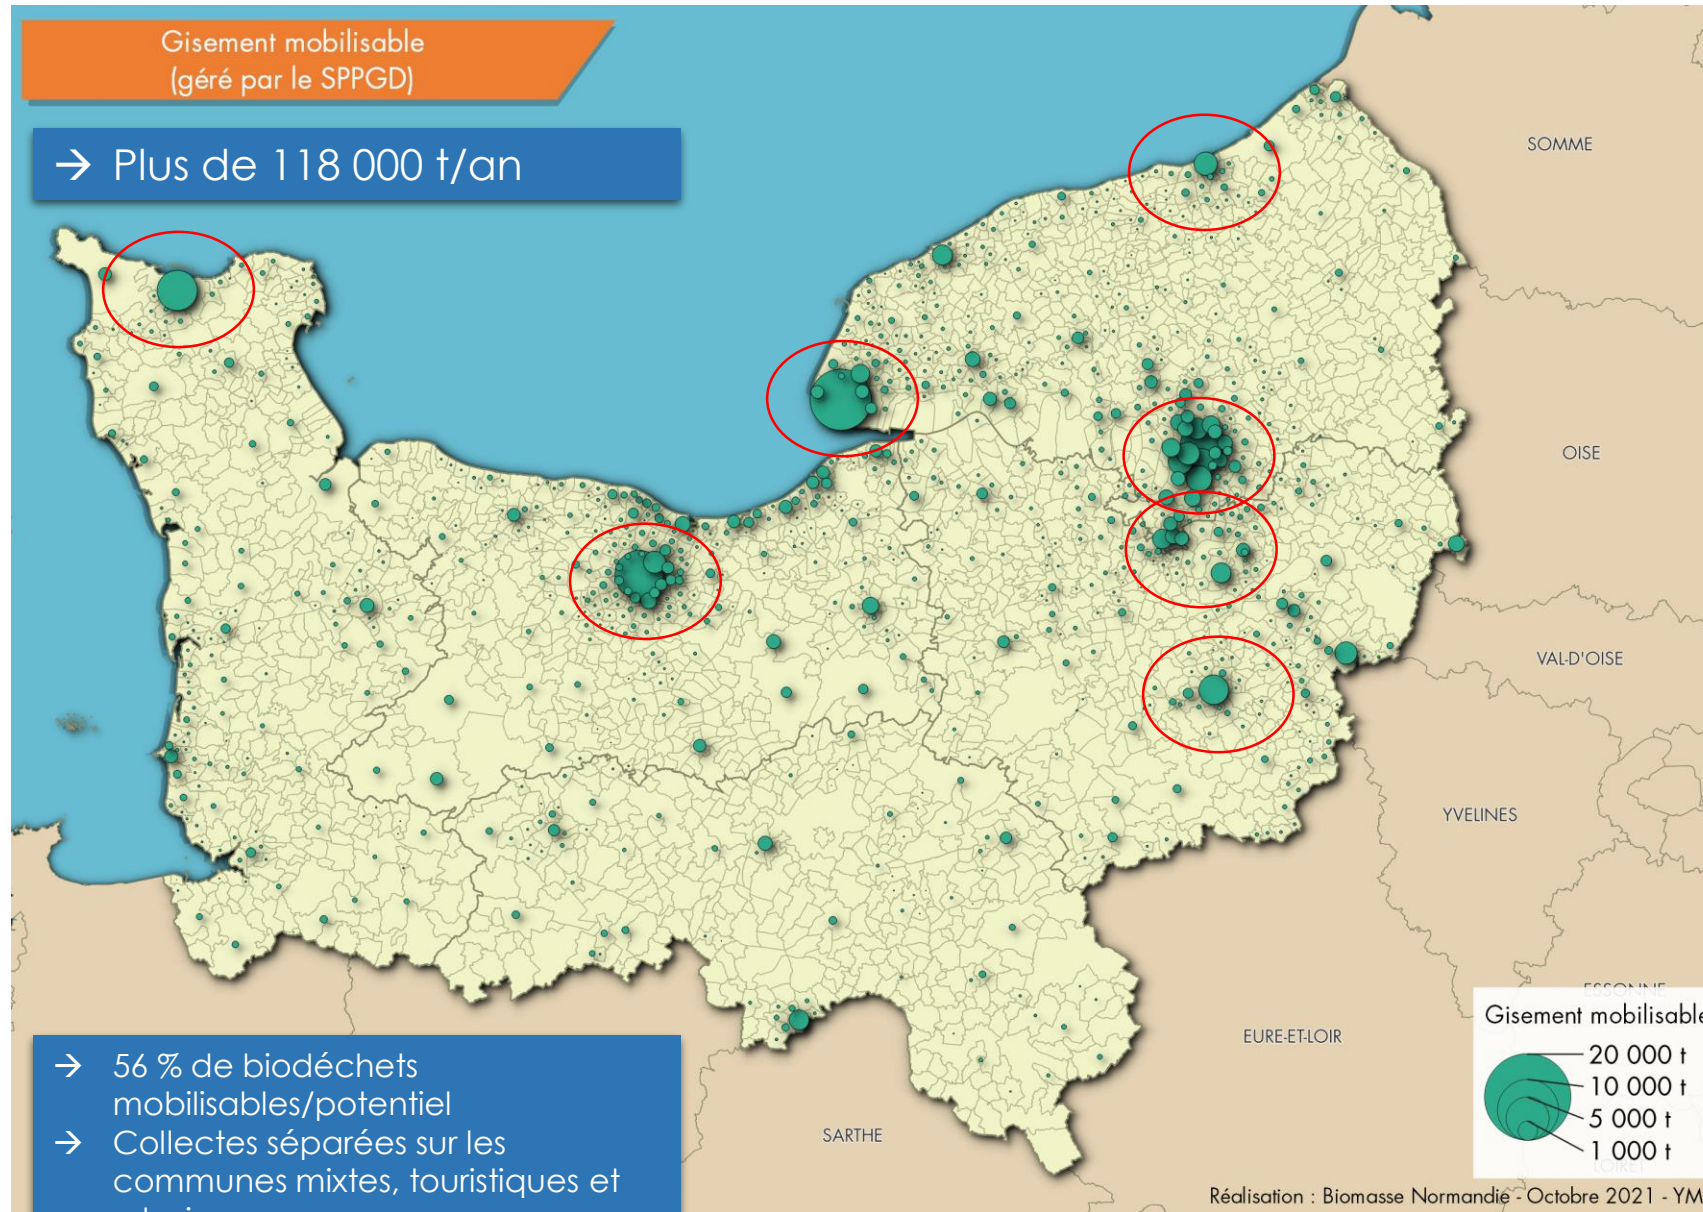 Gisement mobilisable
(géré par le SPPGD)
→ Plus de 118 000 t/an
SOMME
OISE
VAL-D'OISE
YVELINES
ESSONNE
EURE-ET-LOIR
SARTHE
→ 56 % de biodéchets
mobilisables/potentiel
→ Collectes séparées sur les
communes mixtes, touristiques et
Gisement mobilisable
20 000 t
10 000 t
5 000 t
1 000 t
LOIRET
Réalisation : Biomasse Normandie - Octobre 2021 - YM